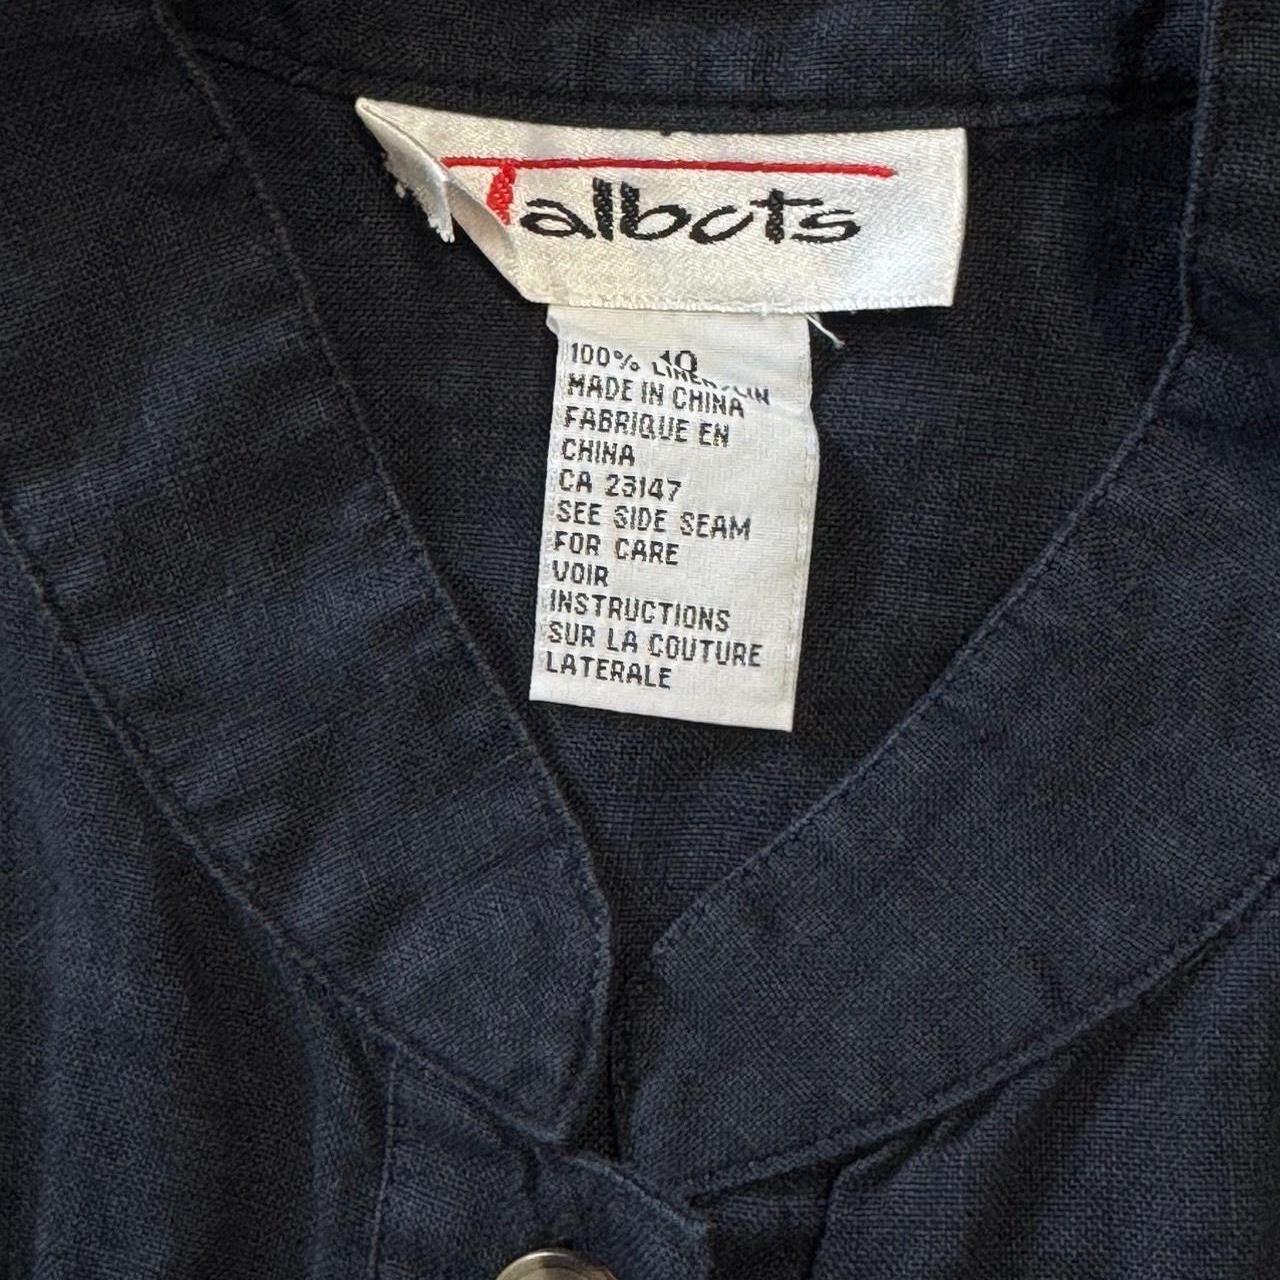 Talbots
10
100% LINEN/LIN
MADE IN CHINA
FABRIQUE EN
CHINA
CA 23147
SEE SIDE SEAM
FOR CARE
VOIR
INSTRUCTIONS
SUR LA COUTURE
LATERALE